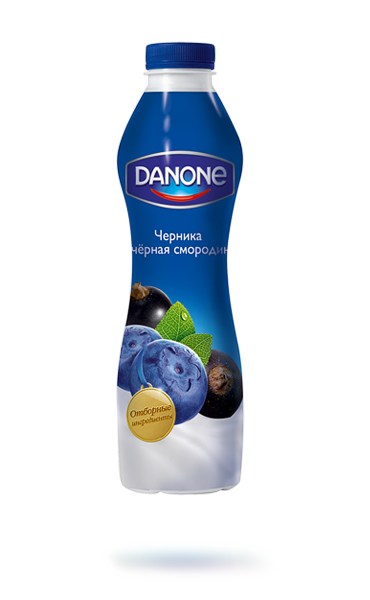 DANONE
Черника
чёрная смородин
Отборные
ингредиенты